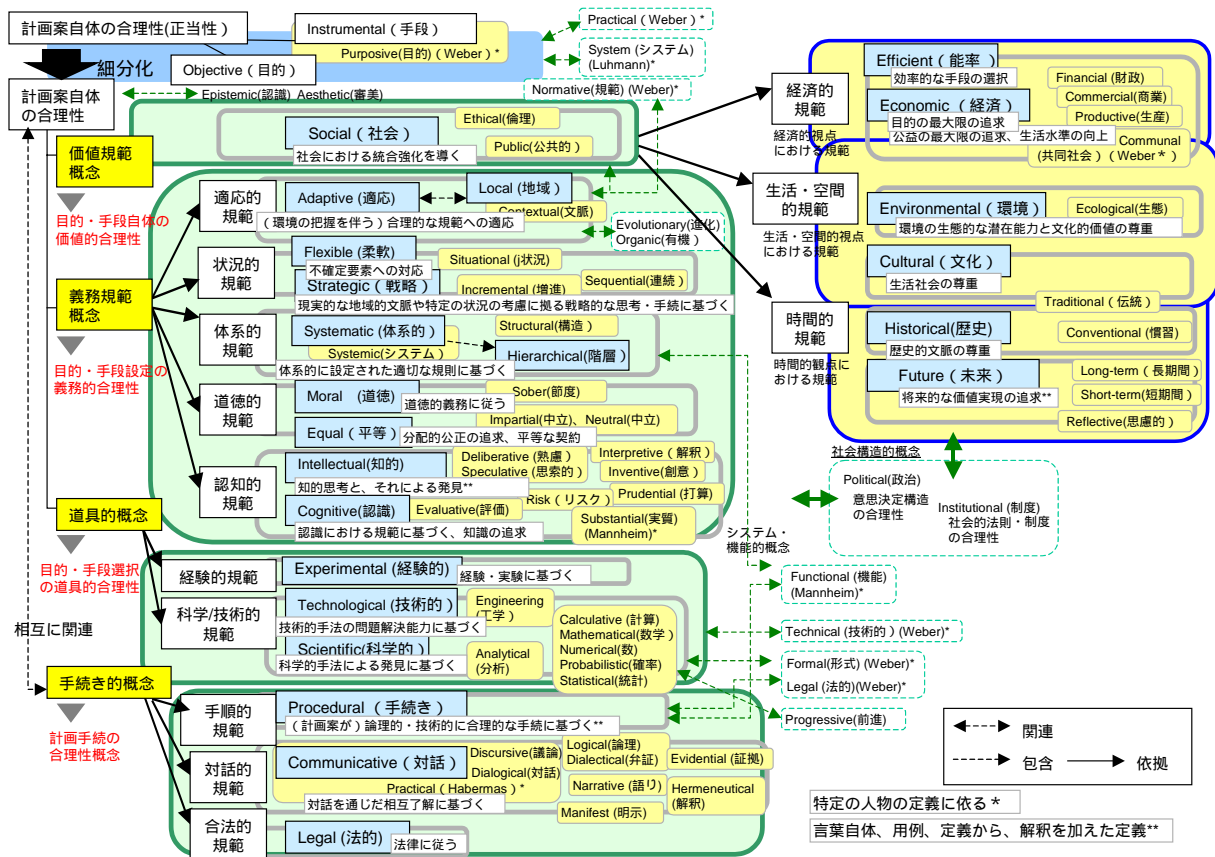 計画案自体の合理性(正当性)
Instrumental（手段）
Purposive(目的) (Weber) *
細分化
Objective（目的）
計画案自体
の合理性
Epistemic(認識) Aesthetic(審美)
Practical（Weber）*
System (システム)
(Luhmann)*
Normative(規範) (Weber)*
価値規範
概念
目的・手段自体の
価値的合理性
義務規範
概念
目的・手段設定の
義務的合理性
道具的概念
目的・手段選択
の道具的合理性
相互に関連
手続き的概念
計画手続の
合理性概念
Ethical(倫理)
Social（社会）
Public(公共的）
社会における統合強化を導く
適応的
規範
Adaptive（適応）
Local（地域）
Contextual(文脈)
（環境の把握を伴う）合理的な規範への適応
Evolutionary(進化)
Organic(有機）
状況的
規範
Flexible（柔軟）
Situational (j状況)
不確定要素への対応
Strategic（戦略）
Incremental (増進)
Sequential(連続)
現実的な地域的文脈や特定の状況の考慮に拠る戦略的な思考・手続に基づく
体系的
規範
Systematic (体系的)
Structural(構造）
Systemic(システム)
Hierarchical(階層)
体系的に設定された適切な規則に基づく
道徳的
規範
Moral （道徳)
Sober(節度)
道徳的義務に従う
Impartial(中立)、Neutral(中立)
Equal（平等）
分配的公正の追求、平等な契約
認知的
規範
Intellectual(知的)
Deliberative (熟慮）
Speculative (思索的）
Interpretive（解釈）
Inventive(創意）
知的思考と、それによる発見**
Risk（リスク）
Prudential (打算)
Cognitive(認識)
Evaluative(評価)
Substantial(実質)
(Mannheim)*
認識における規範に基づく、知識の追求
経験的規範
Experimental (経験的)
経験・実験に基づく
科学/技術的
規範
Technological (技術的)
Engineering
(工学)
技術的手法の問題解決能力に基づく
Scientific(科学的)
Analytical
(分析)
科学的手法による発見に基づく
Calculative (計算)
Mathematical(数学)
Numerical(数)
Probabilistic(確率)
Statistical(統計)
手順的
規範
Procedural （手続き）
（計画案が）論理的・技術的に合理的な手続に基づく**
対話的
規範
Communicative（対話）
Discursive(議論)
Dialogical(対話)
Practical（Habermas）*
Logical(論理)
Dialectical(弁証)
Evidential (証拠)
Narrative (語り)
Hermeneutical
(解釈)
対話を通じだ相互了解に基づく
Manifest (明示)
合法的
規範
Legal (法的)
法律に従う
経済的
規範
経済的視点
における規範
Efficient（能率）
効率的な手段の選択
Economic（経済）
目的の最大限の追求
公益の最大限の追求、生活水準の向上
Financial (財政)
Commercial(商業)
Productive(生産)
Communal
(共同社会）(Weber＊)
生活・空間
的規範
生活・空間的視点
における規範
Environmental（環境）
Ecological(生態)
環境の生態的な潜在能力と文化的価値の尊重
Cultural（文化）
生活社会の尊重
Traditional（伝統）
時間的
規範
時間的観点に
おける規範
Historical(歴史)
歴史的文脈の尊重
Conventional (慣習)
Future（未来）
将来的な価値実現の追求**
Long-term（長期間)
Short-term(短期間)
Reflective(思慮的)
社会構造的概念
Political(政治)
意思決定構造
の合理性
Institutional (制度)
社会的法則・制度
の合理性
システム・
機能的概念
Functional (機能)
(Mannheim)*
Technical (技術的）(Weber)*
Formal(形式) (Weber)*
Legal (法的)(Weber)*
Progressive(前進)
関連
包含
依拠
特定の人物の定義に依る *
言葉自体、用例、定義から、解釈を加えた定義**